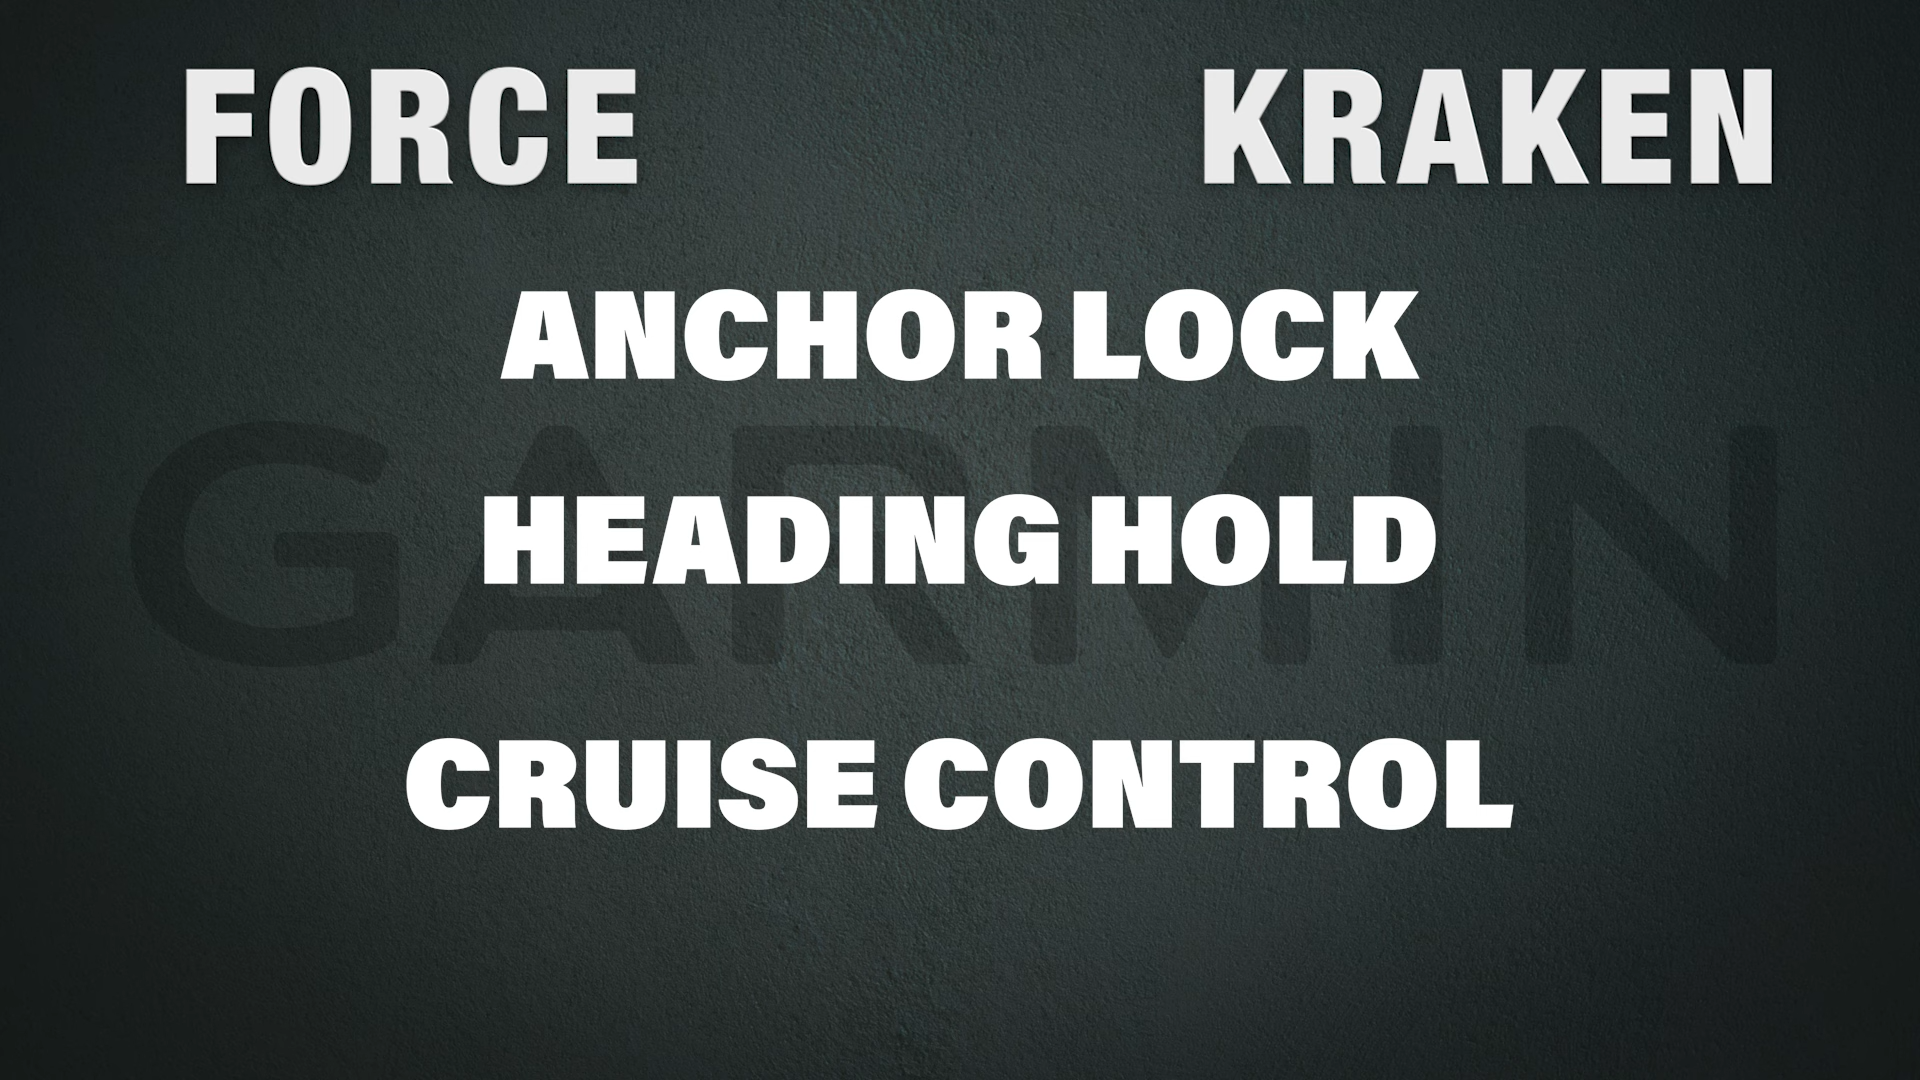 FORCE KRAKEN
ANCHOR LOCK
GARMIN
HEADING HOLD
CRUISE CONTROL